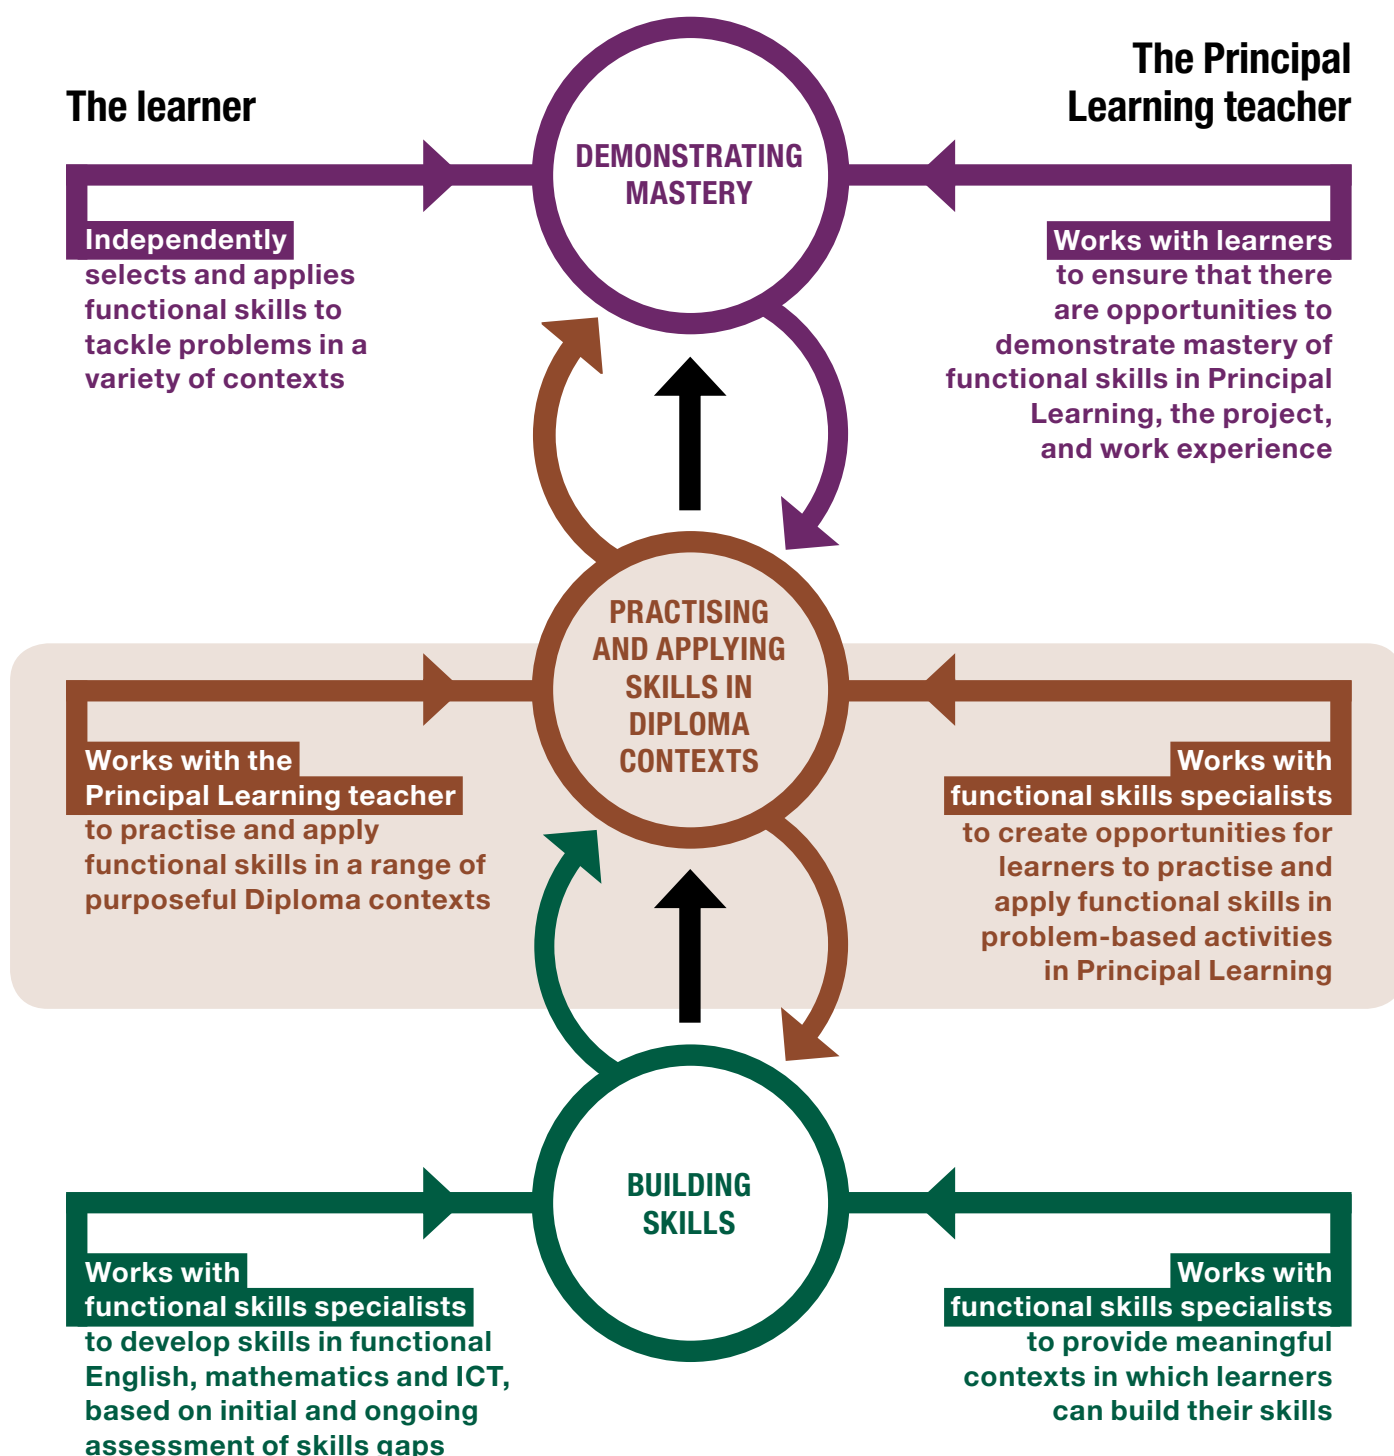 The learner
The Principal
Learning teacher
DEMONSTRATING
MASTERY
Independently
selects and applies
functional skills to
tackle problems in a
variety of contexts
Works with learners
to ensure that there
are opportunities to
demonstrate mastery of
functional skills in Principal
Learning, the project,
and work experience
PRACTISING
AND APPLYING
SKILLS IN
DIPLOMA
CONTEXTS
Works with the
Principal Learning teacher
to practise and apply
functional skills in a range of
purposeful Diploma contexts
Works with
functional skills specialists
to create opportunities for
learners to practise and
apply functional skills in
problem-based activities
in Principal Learning
BUILDING
SKILLS
Works with
functional skills specialists
to develop skills in functional
English, mathematics and ICT,
based on initial and ongoing
assessment of skills gaps
Works with
functional skills specialists
to provide meaningful
contexts in which learners
can build their skills